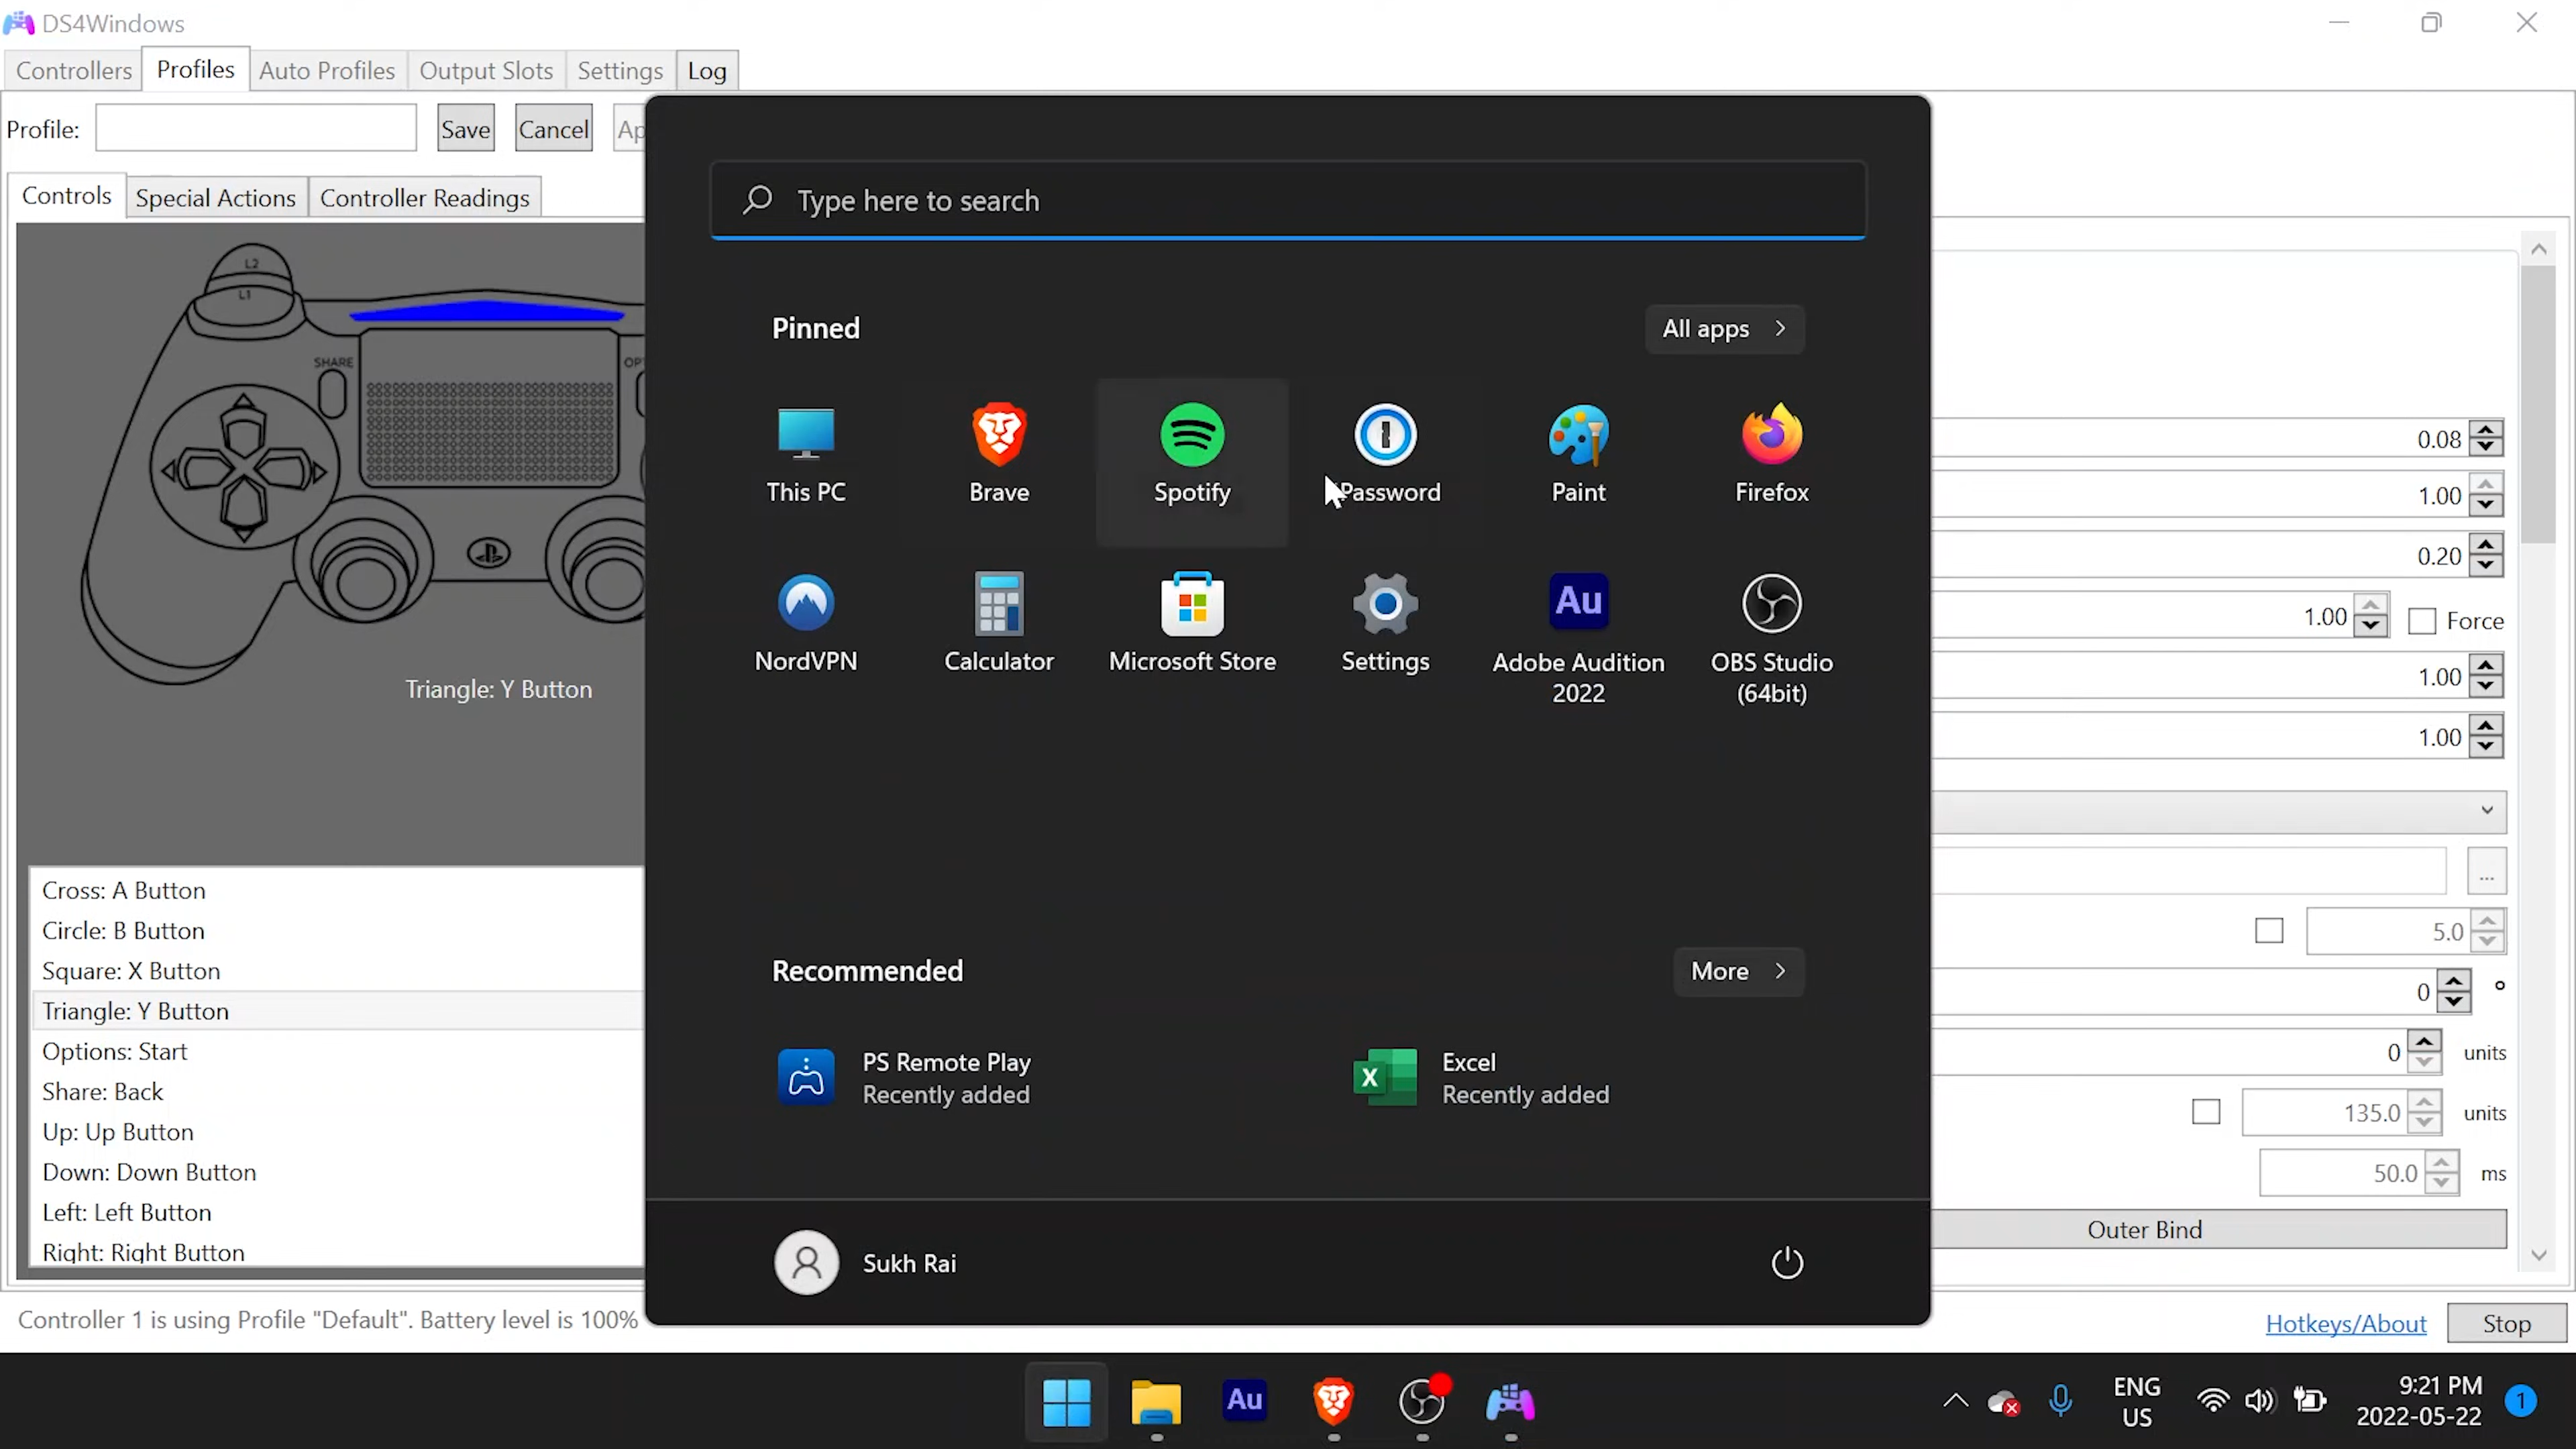 DS4Windows
Controllers Profiles Auto Profiles Output Slots Settings Log
Profile: Save Cancel Ap
Controls Special Actions Controller Readings
L2
L1
SHARE
OP
Triangle: Y Button
Cross: A Button
Circle: B Button
Square: X Button
Triangle: Y Button
Options: Start
Share: Back
Up: Up Button
Down: Down Button
Left: Left Button
Right: Right Button
Type here to search
Pinned All apps
This PC Brave Spotify Password Paint Firefox
NordVPN Calculator Microsoft Store Settings Adobe Audition 2022 OBS Studio (64bit)
Au
Recommended More
PS Remote Play
Recently added
Excel
Recently added
Sukh Rai
0.08
1.00
0.20
1.00 Force
1.00
1.00
...
5.0
0 °
0 units
135.0 units
50.0 ms
Outer Bind
Controller 1 is using Profile "Default". Battery level is 100%
Hotkeys/About Stop
Au
ENG
US
9:21 PM
2022-05-22
1